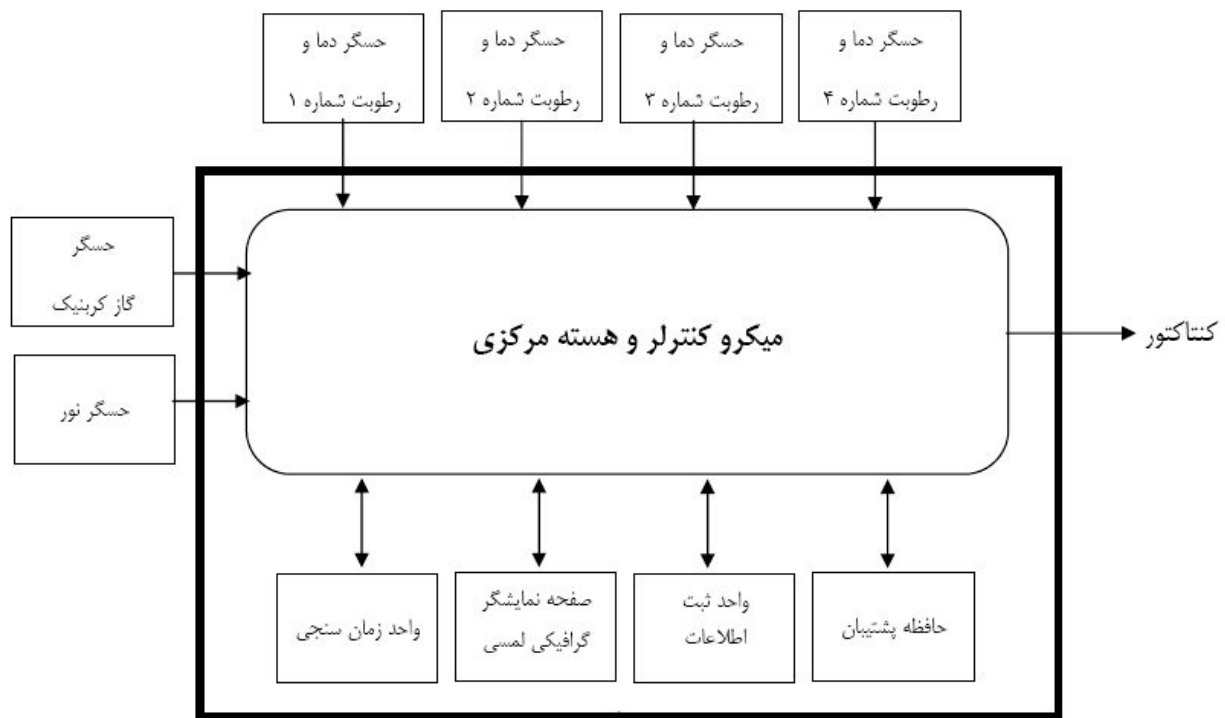 حسگر دما و
رطوبت شماره ۱
حسگر دما و
رطوبت شماره ۲
حسگر دما و
رطوبت شماره ۳
حسگر دما و
رطوبت شماره ۴
حسگر
گاز کربنیک
حسگر نور
میکرو کنترلر و هسته مرکزی
کنتاکتور
واحد زمان سنجی
صفحه نمایشگر
گرافیکی لمسی
واحد ثبت
اطلاعات
حافظه پشتیبان